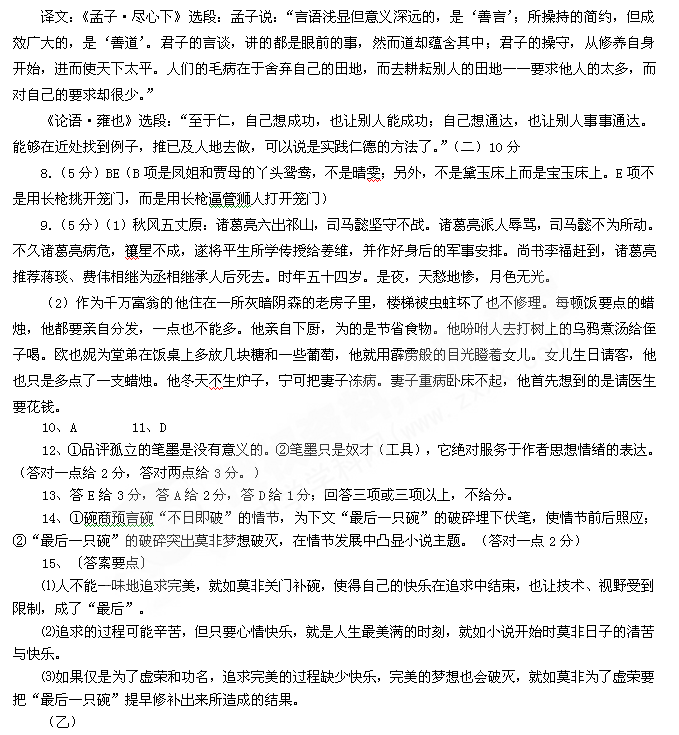 译文：《孟子·尽心下》选段：孟子说：“言语浅显但意义深远的，是‘善言’；所操持的简约，但成
效广大的，是‘善道’。君子的言谈，讲的都是眼前的事，然而道却蕴含其中；君子的操守，从修养自身
开始，进而使天下太平。人们的毛病在于舍弃自己的田地，而去耕耘别人的田地——要求他人的太多，而
对自己的要求却很少。”
《论语·雍也》选段：“至于仁，自己想成功，也让别人能成功；自己想通达，也让别人事事通达。
能够在近处找到例子，推己及人地去做，可以说是实践仁德的方法了。”（二）10 分
8.（5 分）BE（B 项是凤姐和贾母的丫头鸳鸯，不是晴雯；另外，不是黛玉床上而是宝玉床上。E 项不
是用长枪挑开笼门，而是用长枪逼管狮人打开笼门）
9.（5 分）(1) 秋风五丈原：诸葛亮六出祁山，司马懿坚守不战。诸葛亮派人辱骂，司马懿不为所动。
不久诸葛亮病危，禳星不成，遂将平生所学传授给姜维，并作好身后的军事安排。尚书李福赶到，诸葛亮
推荐蒋琰、费伟相继为丞相继承人后死去。时年五十四岁。是夜，天愁地惨，月色无光。
（2）作为千万富翁的他住在一所灰暗阴森的老房子里，楼梯被虫蛀坏了也不修理。每顿饭要点的蜡
烛，他都要亲自分发，一点也不能多。他亲自下厨，为的是节省食物。他吩咐人去打树上的乌鸦煮汤给侄
子喝。欧也妮为堂弟在饭桌上多放几块糖和一些葡萄，他就用霹雳般的目光瞪着女儿。女儿生日请客，他
也只是多点了一支蜡烛。他冬天不生炉子，宁可把妻子冻病。妻子重病卧床不起，他首先想到的是请医生
要花钱。
10、A 11、D
12、①品评孤立的笔墨是没有意义的。②笔墨只是奴才（工具），它绝对服务于作者思想情绪的表达。
（答对一点给 2 分，答对两点给 3 分。）
13、答 E 给 3 分，答 A 给 2 分，答 D 给 1 分；回答三项或三项以上，不给分。
14、①碗商预言碗“不日即破”的情节，为下文“最后一只碗”的破碎埋下伏笔，使情节前后照应；
②“最后一只碗”的破碎突出莫非梦想破灭，在情节发展中凸显小说主题。（答对一点 2 分）
15、〔答案要点〕
⑴人不能一味地追求完美，就如莫非关门补碗，使得自己的快乐在追求中结束，也让技术、视野受到
限制，成了“最后”。
⑵追求的过程可能辛苦，但只要心情快乐，就是人生最美满的时刻，就如小说开始时莫非日子的清苦
与快乐。
⑶如果仅是为了虚荣和功名，追求完美的过程缺少快乐，完美的梦想也会破灭，就如莫非为了虚荣要
把“最后一只碗”提早修补出来所造成的结果。
（乙）